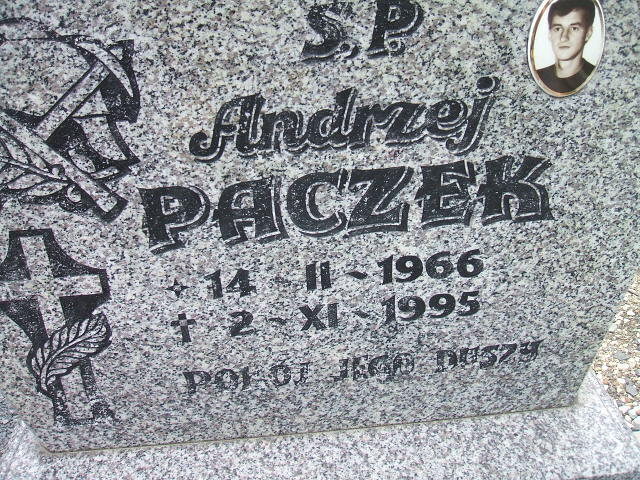 Ś.P.
Andrzej
PACZEK
14-II-1966
✝ 2-XI-1995
POKÓJ JEGO DUSZY